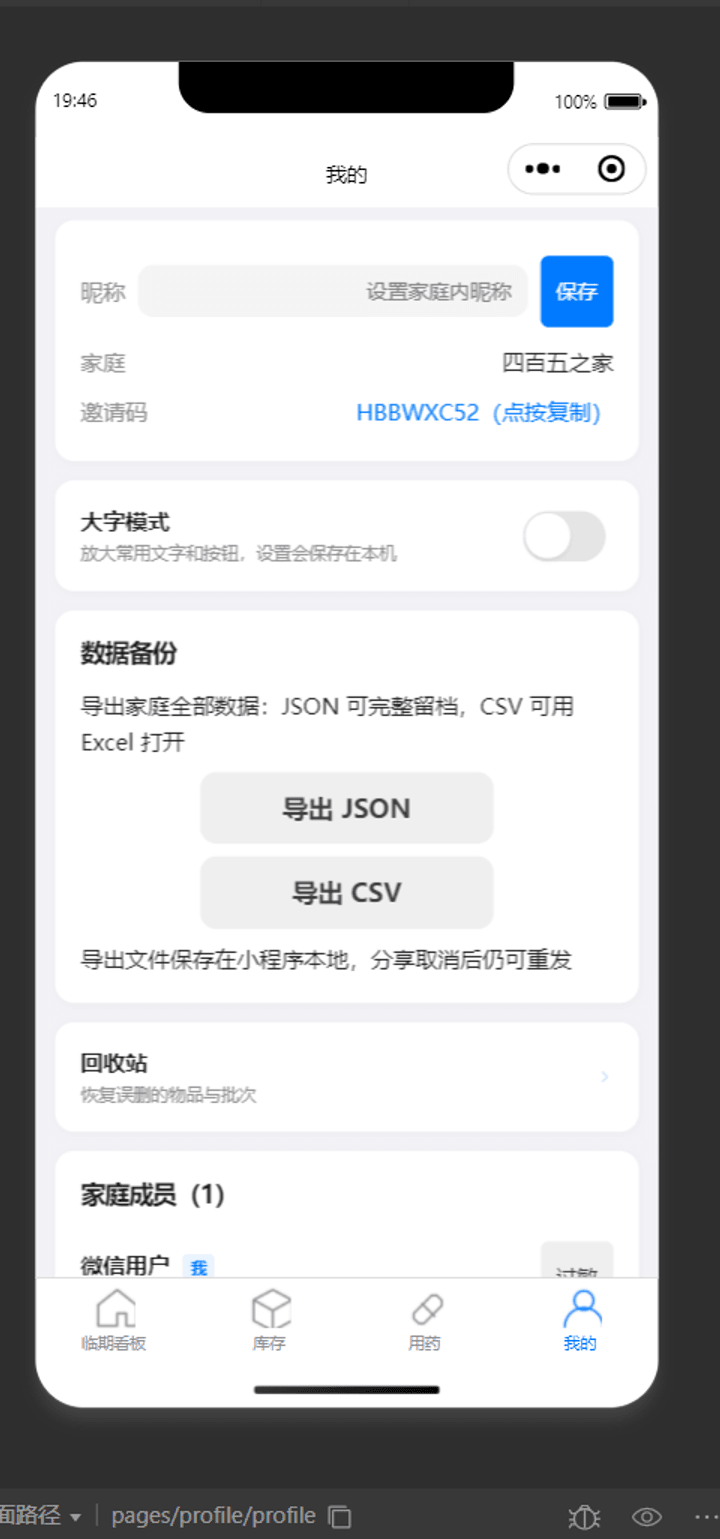 19:46
100%
我的
昵称
设置家庭内昵称
保存
家庭
四百五之家
邀请码
HBBWXC52（点按复制）
大字模式
放大常用文字和按钮，设置会保存在本机
数据备份
导出家庭全部数据：JSON 可完整留档，CSV 可用
Excel 打开
导出 JSON
导出 CSV
导出文件保存在小程序本地，分享取消后仍可重发
回收站
恢复误删的物品与批次
家庭成员（1）
微信用户 我
过敏
临期看板
库存
用药
我的
面路径
pages/profile/profile